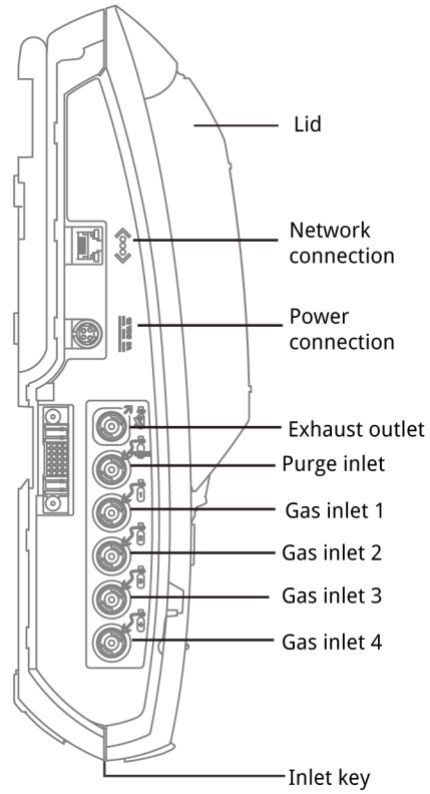 Lid
Network
connection
Power
connection
Exhaust outlet
Purge inlet
Gas inlet 1
Gas inlet 2
Gas inlet 3
Gas inlet 4
Inlet key